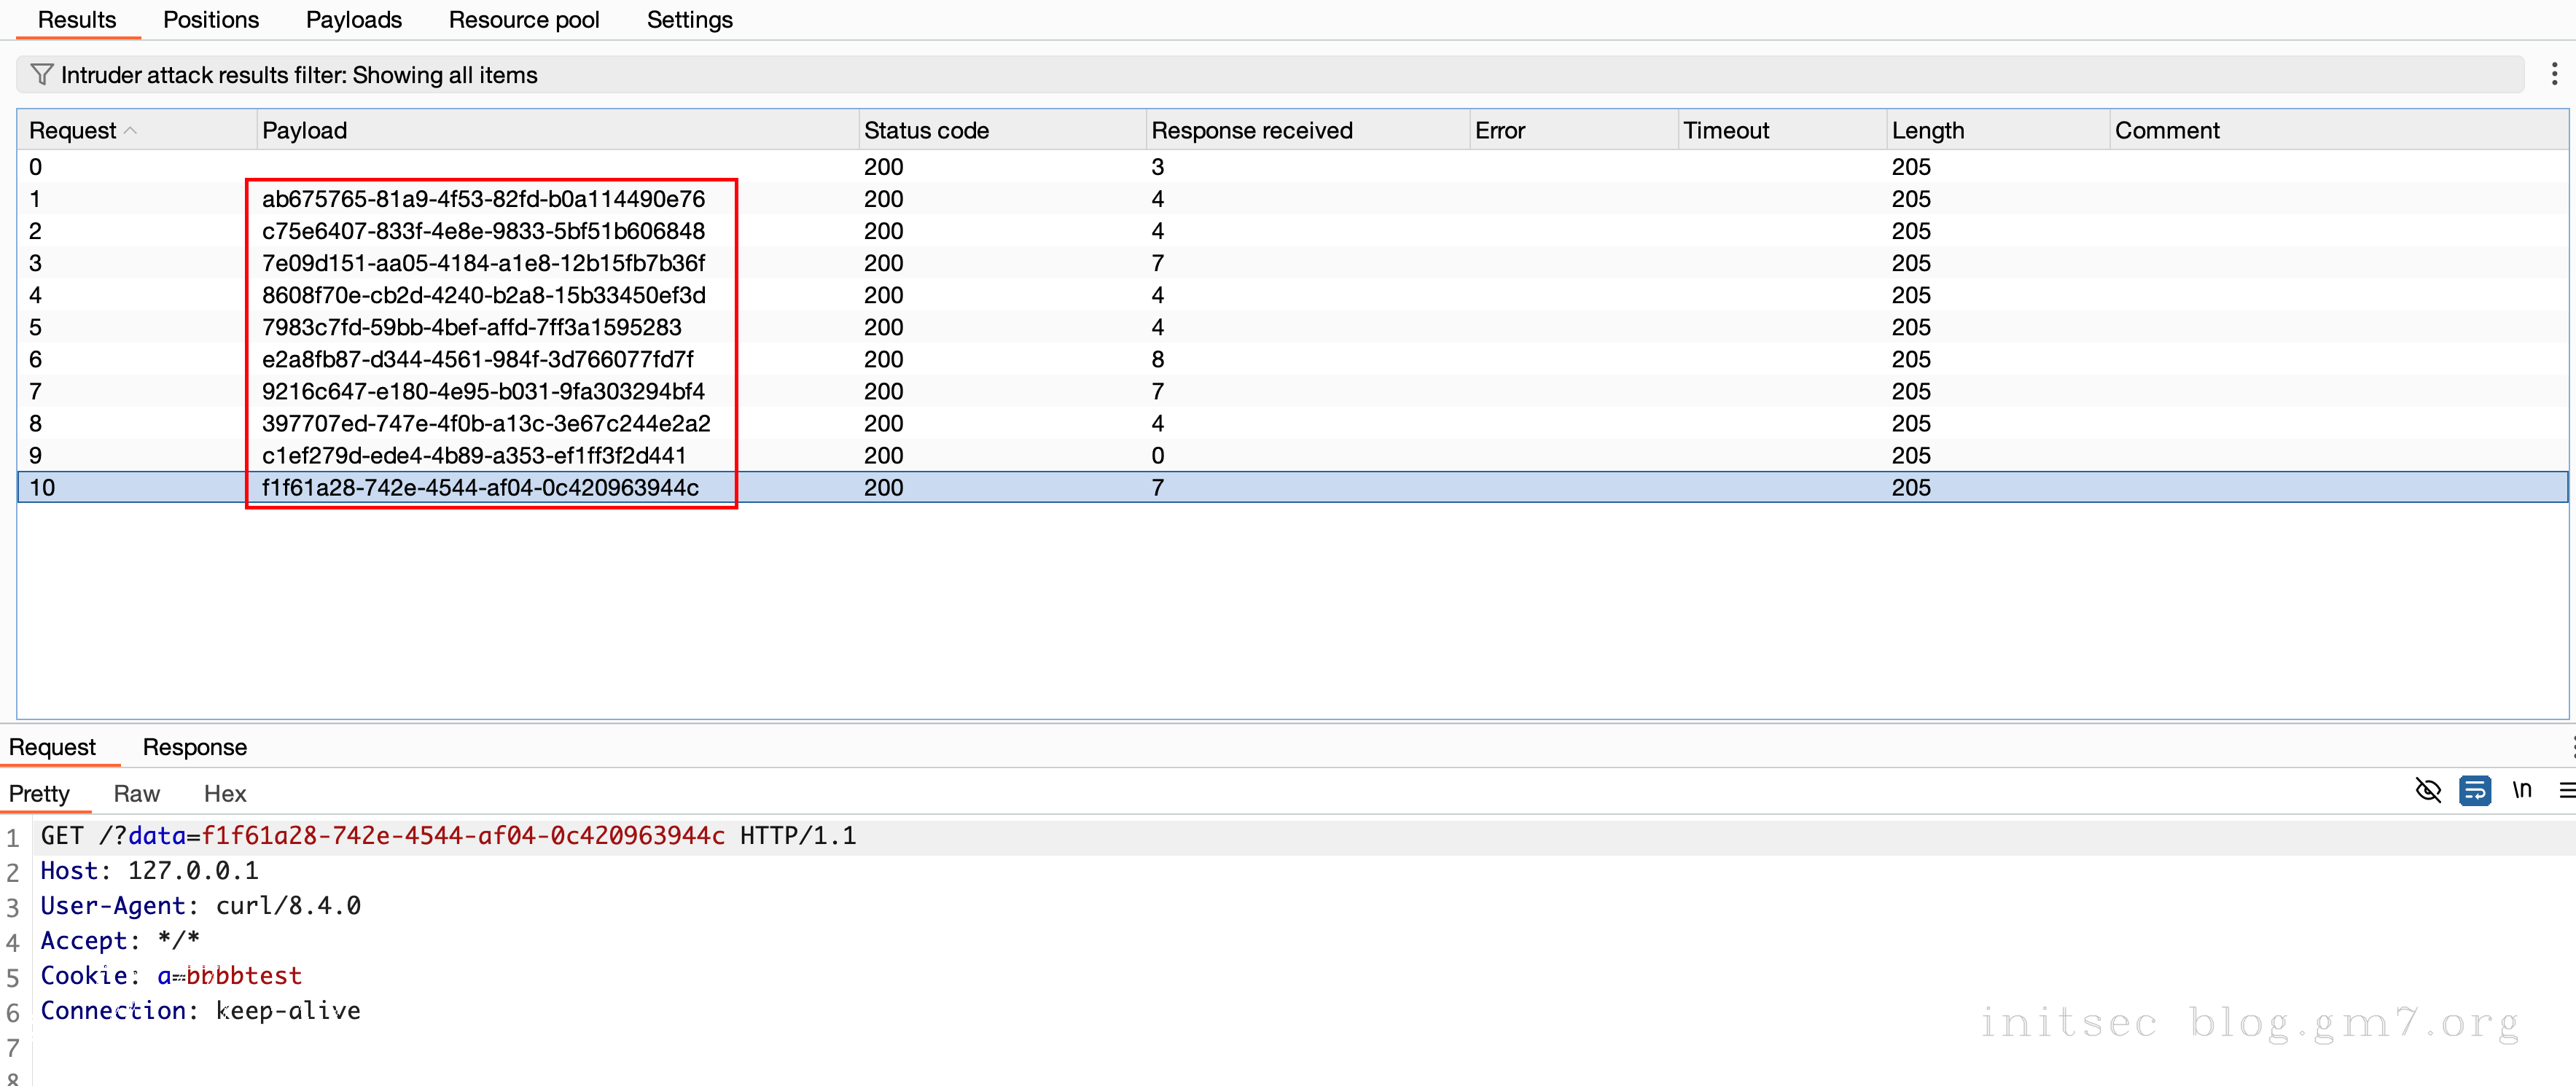 Results Positions Payloads Resource pool Settings
Intruder attack results filter: Showing all items
Request Payload Status code Response received Error Timeout Length Comment
0 200 3 205
1 ab675765-81a9-4f53-82fd-b0a114490e76 200 4 205
2 c75e6407-833f-4e8e-9833-5bf51b606848 200 4 205
3 7e09d151-aa05-4184-a1e8-12b15fb7b36f 200 7 205
4 8608f70e-cb2d-4240-b2a8-15b33450ef3d 200 4 205
5 7983c7fd-59bb-4bef-affd-7ff3a1595283 200 4 205
6 e2a8fb87-d344-4561-984f-3d766077fd7f 200 8 205
7 9216c647-e180-4e95-b031-9fa303294bf4 200 7 205
8 397707ed-747e-4f0b-a13c-3e67c244e2a2 200 4 205
9 c1ef279d-ede4-4b89-a353-ef1ff3f2d441 200 0 205
10 f1f61a28-742e-4544-af04-0c420963944c 200 7 205
Request Response
Pretty Raw Hex \n
1 GET /?data=f1f61a28-742e-4544-af04-0c420963944c HTTP/1.1
2 Host: 127.0.0.1
3 User-Agent: curl/8.4.0
4 Accept: */*
5 Cookie: a=bbbbtest
6 Connection: keep-alive
7
8
initsec blog.gm7.org